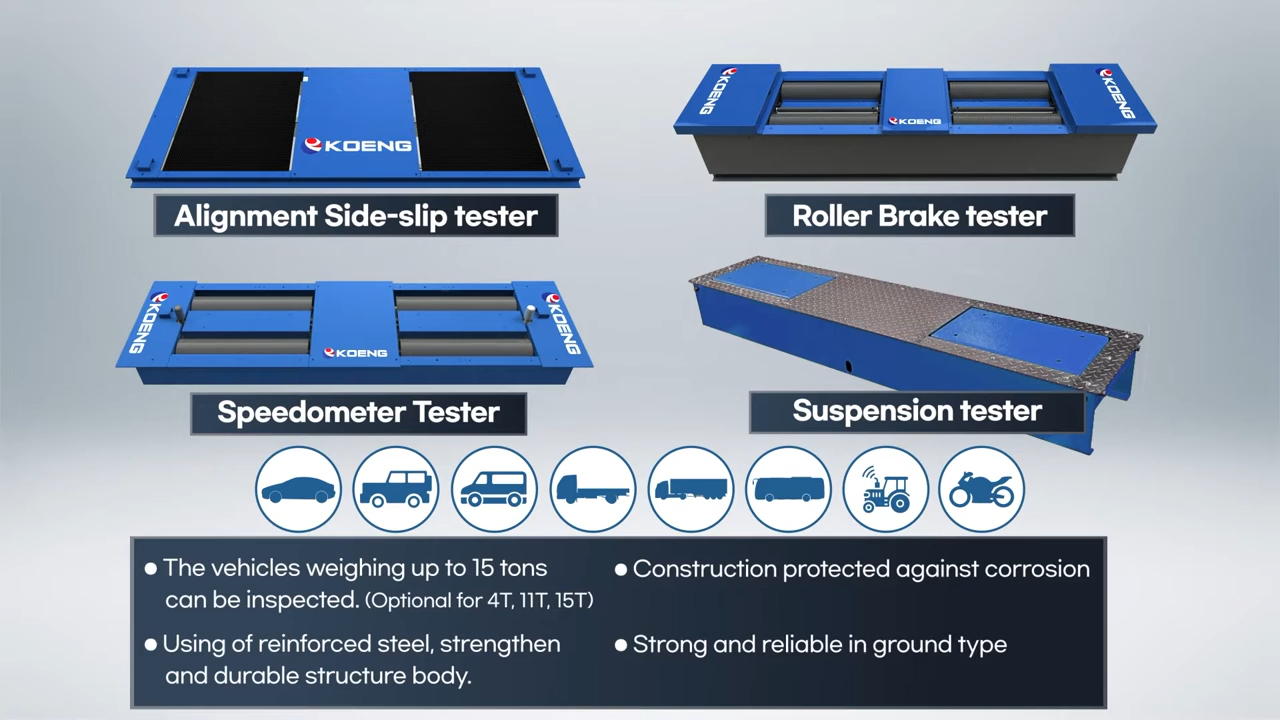 KOENG
Alignment Side-slip tester
KOENG
KOENG
KOENG
Roller Brake tester
KOENG
KOENG
KOENG
Speedometer Tester
Suspension tester
● The vehicles weighing up to 15 tons
can be inspected. (Optional for 4T, 11T, 15T)
● Using of reinforced steel, strengthen
and durable structure body.
● Construction protected against corrosion
● Strong and reliable in ground type